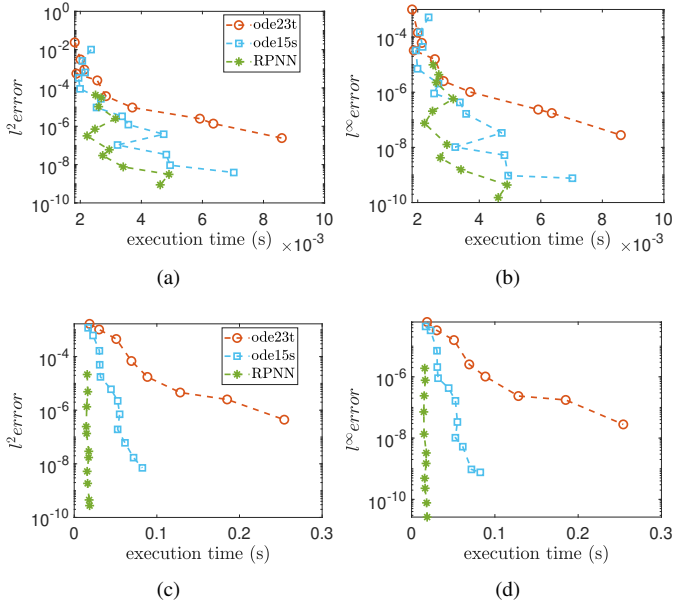 10^0
10^-2
10^-4
10^-6
10^-8
10^-10
l^2 error
2 4 6 8 10
execution time (s) ×10^-3
ode23t
ode15s
RPNN
(a)
10^-4
10^-6
10^-8
10^-10
l^∞ error
2 4 6 8 10
execution time (s) ×10^-3
(b)
10^-4
10^-6
10^-8
10^-10
l^2 error
0 0.1 0.2 0.3
execution time (s)
ode23t
ode15s
RPNN
(c)
10^-6
10^-8
10^-10
l^∞ error
0 0.1 0.2 0.3
execution time (s)
(d)